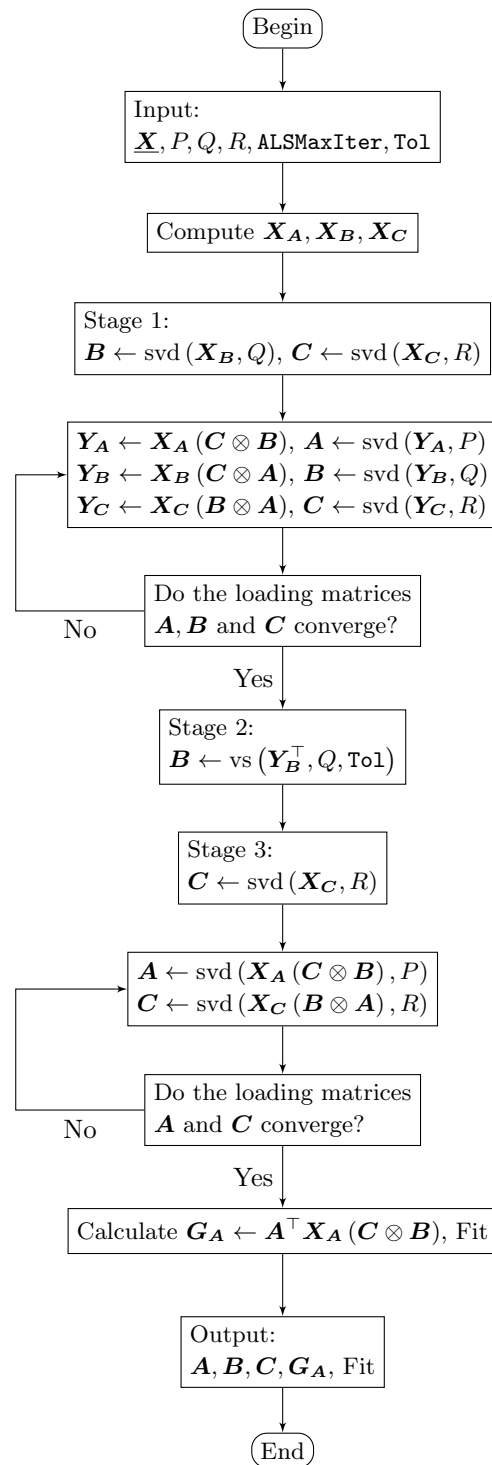 Begin
Input:
X, P, Q, R, ALSMaxIter, Tol
Compute X_A, X_B, X_C
Stage 1:
B ← svd (X_B, Q), C ← svd (X_C, R)
Y_A ← X_A (C ⊗ B), A ← svd (Y_A, P)
Y_B ← X_B (C ⊗ A), B ← svd (Y_B, Q)
Y_C ← X_C (B ⊗ A), C ← svd (Y_C, R)
Do the loading matrices
A, B and C converge?
No
Yes
Stage 2:
B ← vs (Y_B^⊤, Q, Tol)
Stage 3:
C ← svd (X_C, R)
A ← svd (X_A (C ⊗ B) , P)
C ← svd (X_C (B ⊗ A) , R)
Do the loading matrices
A and C converge?
No
Yes
Calculate G_A ← A^⊤ X_A (C ⊗ B), Fit
Output:
A, B, C, G_A, Fit
End